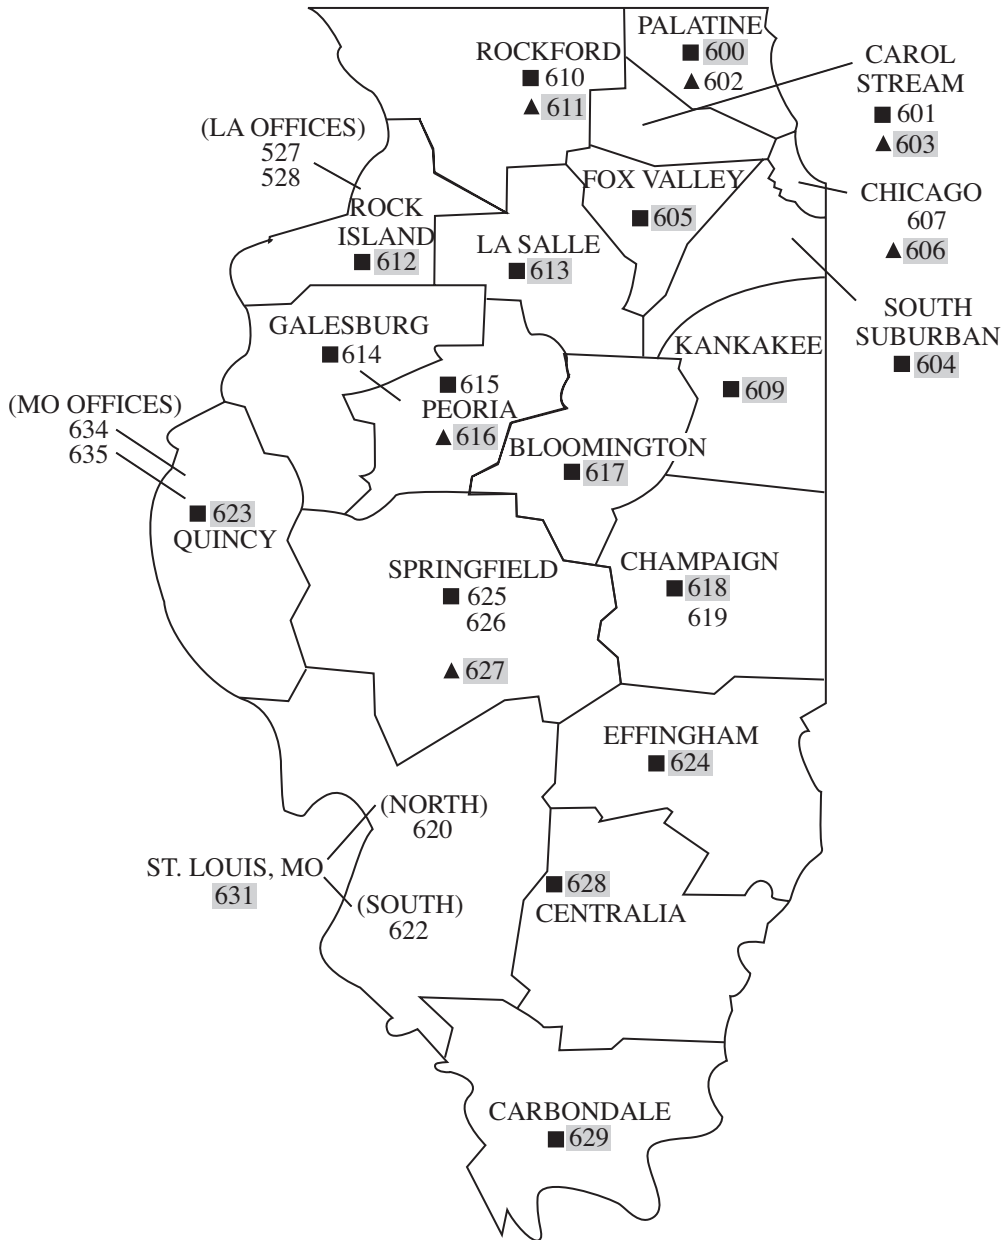 PALATINE
600
602
ROCKFORD
610
611
CAROL
STREAM
601
603
(LA OFFICES)
527
528
FOX VALLEY
605
CHICAGO
607
606
ROCK
ISLAND
612
LA SALLE
613
SOUTH
SUBURBAN
604
GALESBURG
614
KANKAKEE
609
615
PEORIA
616
(MO OFFICES)
634
635
BLOOMINGTON
617
623
QUINCY
SPRINGFIELD
625
626
627
CHAMPAIGN
618
619
EFFINGHAM
624
(NORTH)
620
ST. LOUIS, MO
631
(SOUTH)
622
628
CENTRALIA
CARBONDALE
629